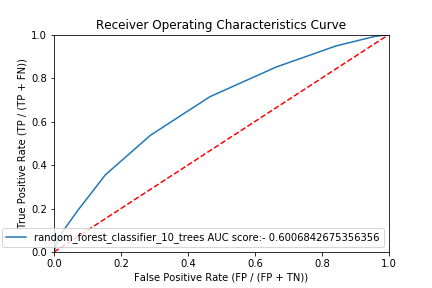 Receiver Operating Characteristics Curve
1.0
0.8
0.6
0.4
0.2
0.0
True Positive Rate (TP / (TP + FN))
random_forest_classifier_10_trees AUC score:- 0.6006842675356356
0.0 0.2 0.4 0.6 0.8 1.0
False Positive Rate (FP / (FP + TN))